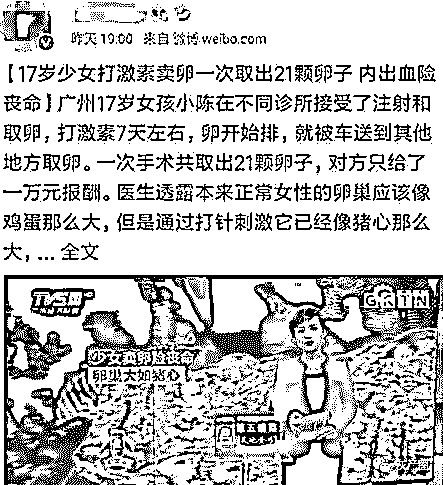 昨天 19:00 来自 微博 weibo.com
【17岁少女打激素卖卵一次取出21颗卵子 内出血险
丧命】广州17岁女孩小陈在不同诊所接受了注射和
取卵，打激素7天左右，卵开始排，就被车送到其他
地方取卵。一次手术共取出21颗卵子，对方只给了
一万元报酬。医生透露本来正常女性的卵巢应该像
鸡蛋那么大，但是通过打针刺激它已经像猪心那么
大，... 全文
少女卖卵险丧命
卵巢大如猪心